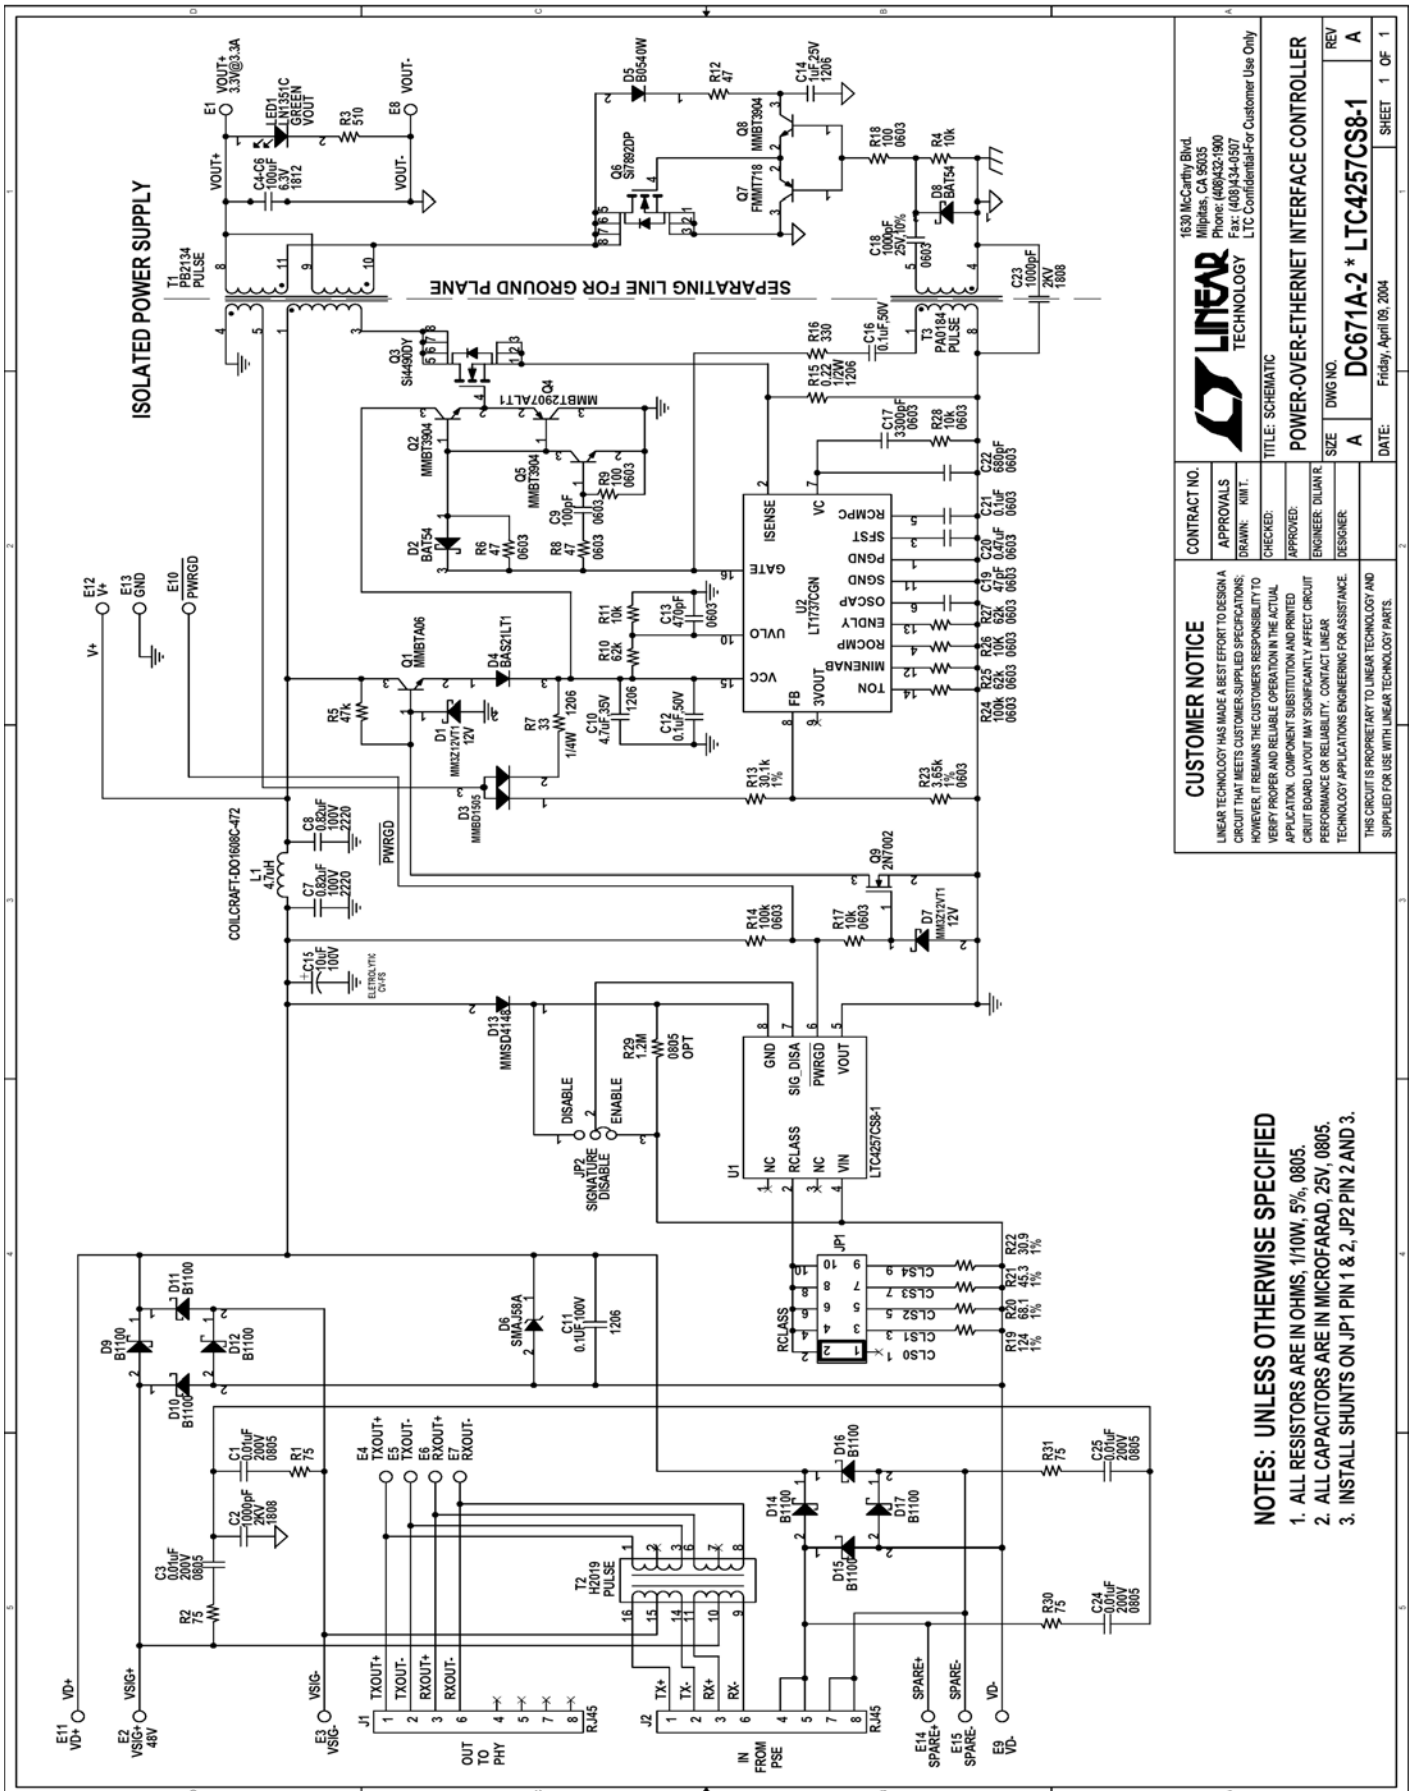 ISOLATED POWER SUPPLY
SEPARATING LINE FOR GROUND PLANE
E11
VD+
VD+
E2
VSIG+
48V
VSIG+
E3
VSIG-
VSIG-
R2
75
C3
0.01uF
200V
0805
C2
1000pF
2KV
1808
C1
0.01uF
200V
0805
R1
75
D9
B1100
D10
B1100
D11
B1100
D12
B1100
J1
OUT
TO
PHY
RJ45
TXOUT+
TXOUT-
RXOUT+
RXOUT-
E4
TXOUT+
E5
TXOUT-
E6
RXOUT+
E7
RXOUT-
J2
IN
FROM
PSE
RJ45
TX+
TX-
RX+
RX-
T2
H2019
PULSE
E14
SPARE+
SPARE+
E15
SPARE-
SPARE-
E9
VD-
VD-
D14
B1100
D15
B1100
D16
B1100
D17
B1100
R30
75
C24
0.01uF
200V
0805
R31
75
C25
0.01uF
200V
0805
D6
SMAJ58A
C11
0.1UF,100V
1206
RCLASS
JP1
CLS0
CLS1
CLS2
CLS3
CLS4
R19
124
1%
R20
68.1
1%
R21
45.3
1%
R22
30.9
1%
JP2
SIGNATURE
DISABLE
DISABLE
ENABLE
D13
MMSD4148
R29
1.2M
0805
OPT
U1
LTC4257CS8-1
NC
RCLASS
NC
VIN
GND
SIG_DISA
PWRGD
VOUT
C15
10uF
100V
ELETROLYTIC
CV-FS
COILCRAFT-DO1608C-472
L1
4.7uH
C7
0.82uF
100V
2220
C8
0.82uF
100V
2220
PWRGD
R14
100k
0603
R17
10k
0603
Q9
2N7002
D7
MM3Z12VT1
12V
E12
V+
V+
E13
GND
E10
PWRGD
R5
47k
Q1
MMBTA06
D1
MM3Z12VT1
12V
D4
BAS21LT1
D3
MMBD1505
R7
33
1/4W
1206
C10
4.7uF,35V
1206
C12
0.1uF,50V
R10
62k
R11
10k
C13
470pF
0603
R13
30.1k
1%
R23
3.65k
1%
0603
U2
LT1737CGN
VCC
UVLO
GATE
ISENSE
VC
FB
3VOUT
TON
MINENAB
ROCMP
ENDLY
OSCAP
SGND
PGND
SFST
RCMPC
R24
100k
0603
R25
62k
0603
R26
10K
0603
R27
62k
0603
C19
47pF
0603
C20
0.47uF
0603
C21
0.1uF
0603
C22
680pF
0603
C17
3300pF
0603
R28
10k
0603
D2
BAT54
R6
47
0603
R8
47
0603
C9
100pF
0603
R9
100
0603
Q5
MMBT3904
Q2
MMBT3904
Q4
MMBT2907ALT1
Q3
Si4490DY
R15
0.22
1/2W
1206
R16
330
C16
0.1uF,50V
T3
PA0184
PULSE
T1
PB2134
PULSE
C23
1000pF
2KV
1808
C18
1000pF
25V,10%
0603
D8
BAT54
R4
10k
R18
100
0603
Q7
FMMT718
Q8
MMBT3904
Q6
Si7892DP
D5
B0540W
R12
47
C14
1uF,25V
1206
VOUT+
C4-C6
100uF
6.3V
1812
VOUT-
E1
VOUT+
3.3V@3.3A
LED1
LN1351C
GREEN
VOUT
R3
510
E8
VOUT-
NOTES: UNLESS OTHERWISE SPECIFIED
1. ALL RESISTORS ARE IN OHMS, 1/10W, 5%, 0805.
2. ALL CAPACITORS ARE IN MICROFARAD, 25V, 0805.
3. INSTALL SHUNTS ON JP1 PIN 1 & 2, JP2 PIN 2 AND 3.
CUSTOMER NOTICE
LINEAR TECHNOLOGY HAS MADE A BEST EFFORT TO DESIGN A
CIRCUIT THAT MEETS CUSTOMER-SUPPLIED SPECIFICATIONS;
HOWEVER, IT REMAINS THE CUSTOMERS RESPONSIBILITY TO
VERIFY PROPER AND RELIABLE OPERATION IN THE ACTUAL
APPLICATION. COMPONENT SUBSTITUTION AND PRINTED
CIRUIT BOARD LAYOUT MAY SIGNIFICANTLY AFFECT CIRCUIT
PERFORMANCE OR RELIABILITY. CONTACT LINEAR
TECHNOLOGY APPLICATIONS ENGINEERING FOR ASSISTANCE.
THIS CIRCUIT IS PROPRIETARY TO LINEAR TECHNOLOGY AND
SUPPLIED FOR USE WITH LINEAR TECHNOLOGY PARTS.
CONTRACT NO.
APPROVALS
DRAWN: KIM T.
CHECKED:
APPROVED:
ENGINEER: DILIAN R.
DESIGNER:
LINEAR
TECHNOLOGY
1630 McCarthy Blvd.
Milpitas, CA 95035
Phone: (408)432-1900
Fax: (408)434-0507
LTC Confidential-For Customer Use Only
TITLE: SCHEMATIC
POWER-OVER-ETHERNET INTERFACE CONTROLLER
SIZE
A
DWG NO.
DC671A-2 * LTC4257CS8-1
REV
A
DATE: Friday, April 09, 2004
SHEET 1 OF 1